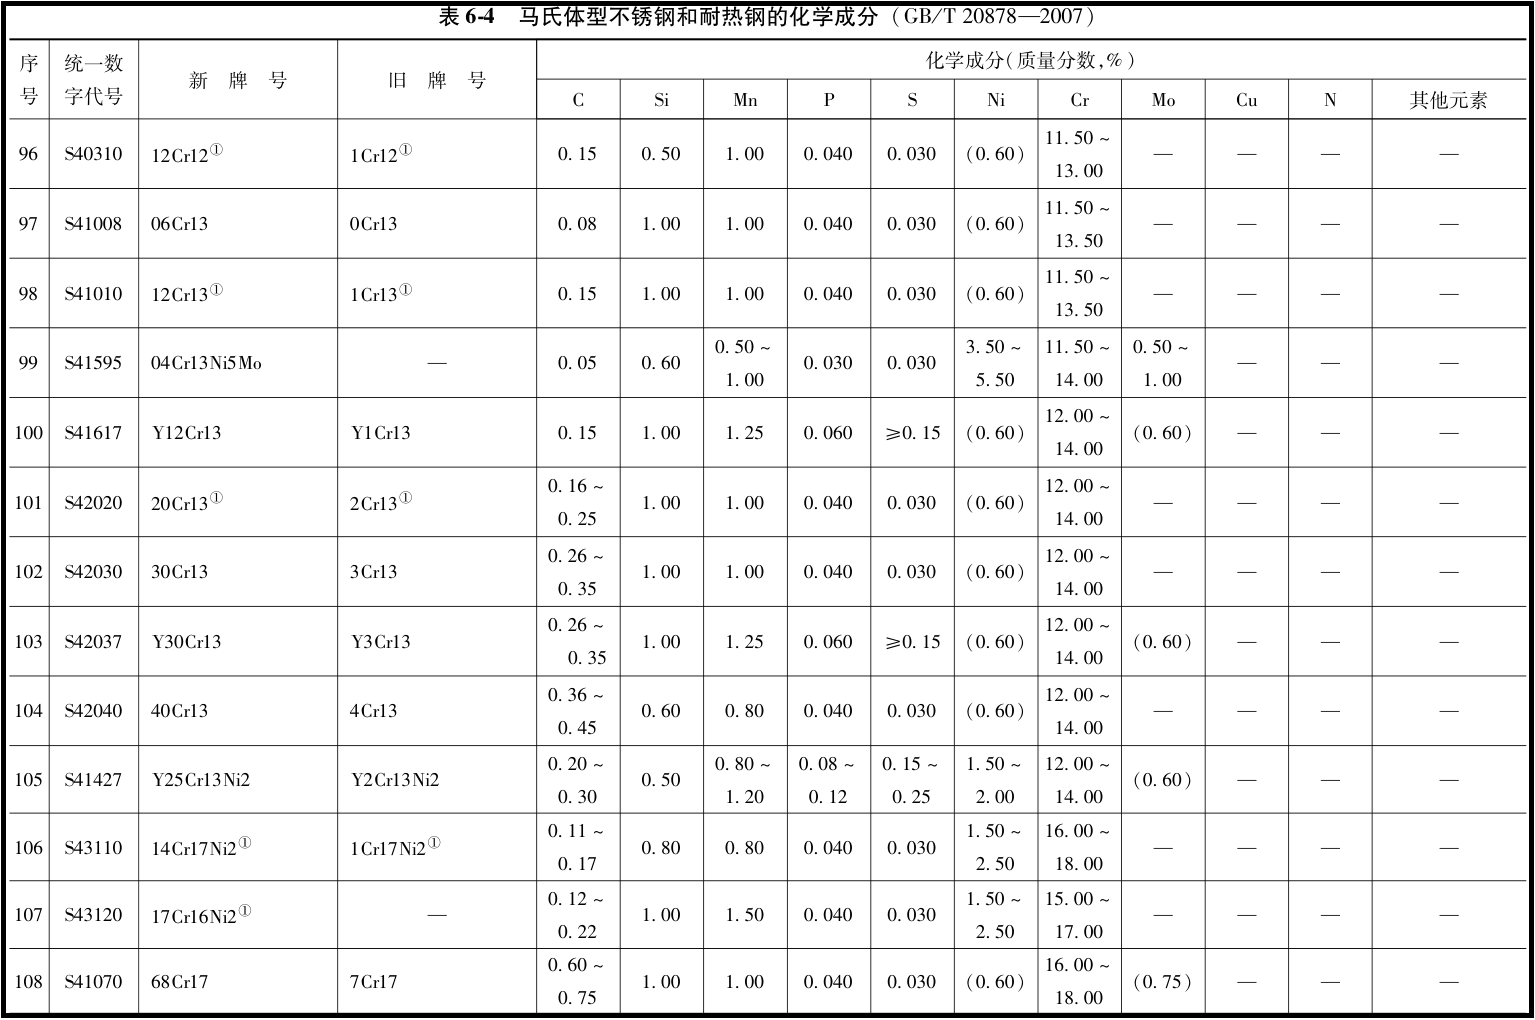 表 6-4 马氏体型不锈钢和耐热钢的化学成分（GB/T 20878—2007）
序号 统一数字代号 新 牌 号 旧 牌 号 化学成分(质量分数,%)
C Si Mn P S Ni Cr Mo Cu N 其他元素
96 S40310 12Cr12① 1Cr12① 0.15 0.50 1.00 0.040 0.030 (0.60) 11.50~13.00 — — — —
97 S41008 06Cr13 0Cr13 0.08 1.00 1.00 0.040 0.030 (0.60) 11.50~13.50 — — — —
98 S41010 12Cr13① 1Cr13① 0.15 1.00 1.00 0.040 0.030 (0.60) 11.50~13.50 — — — —
99 S41595 04Cr13Ni5Mo — 0.05 0.60 0.50~1.00 0.030 0.030 3.50~5.50 11.50~14.00 0.50~1.00 — — —
100 S41617 Y12Cr13 Y1Cr13 0.15 1.00 1.25 0.060 ≥0.15 (0.60) 12.00~14.00 (0.60) — — —
101 S42020 20Cr13① 2Cr13① 0.16~0.25 1.00 1.00 0.040 0.030 (0.60) 12.00~14.00 — — — —
102 S42030 30Cr13 3Cr13 0.26~0.35 1.00 1.00 0.040 0.030 (0.60) 12.00~14.00 — — — —
103 S42037 Y30Cr13 Y3Cr13 0.26~0.35 1.00 1.25 0.060 ≥0.15 (0.60) 12.00~14.00 (0.60) — — —
104 S42040 40Cr13 4Cr13 0.36~0.45 0.60 0.80 0.040 0.030 (0.60) 12.00~14.00 — — — —
105 S41427 Y25Cr13Ni2 Y2Cr13Ni2 0.20~0.30 0.50 0.80~1.20 0.08~0.12 0.15~0.25 1.50~2.00 12.00~14.00 (0.60) — — —
106 S43110 14Cr17Ni2① 1Cr17Ni2① 0.11~0.17 0.80 0.80 0.040 0.030 1.50~2.50 16.00~18.00 — — — —
107 S43120 17Cr16Ni2① — 0.12~0.22 1.00 1.50 0.040 0.030 1.50~2.50 15.00~17.00 — — — —
108 S41070 68Cr17 7Cr17 0.60~0.75 1.00 1.00 0.040 0.030 (0.60) 16.00~18.00 (0.75) — — —